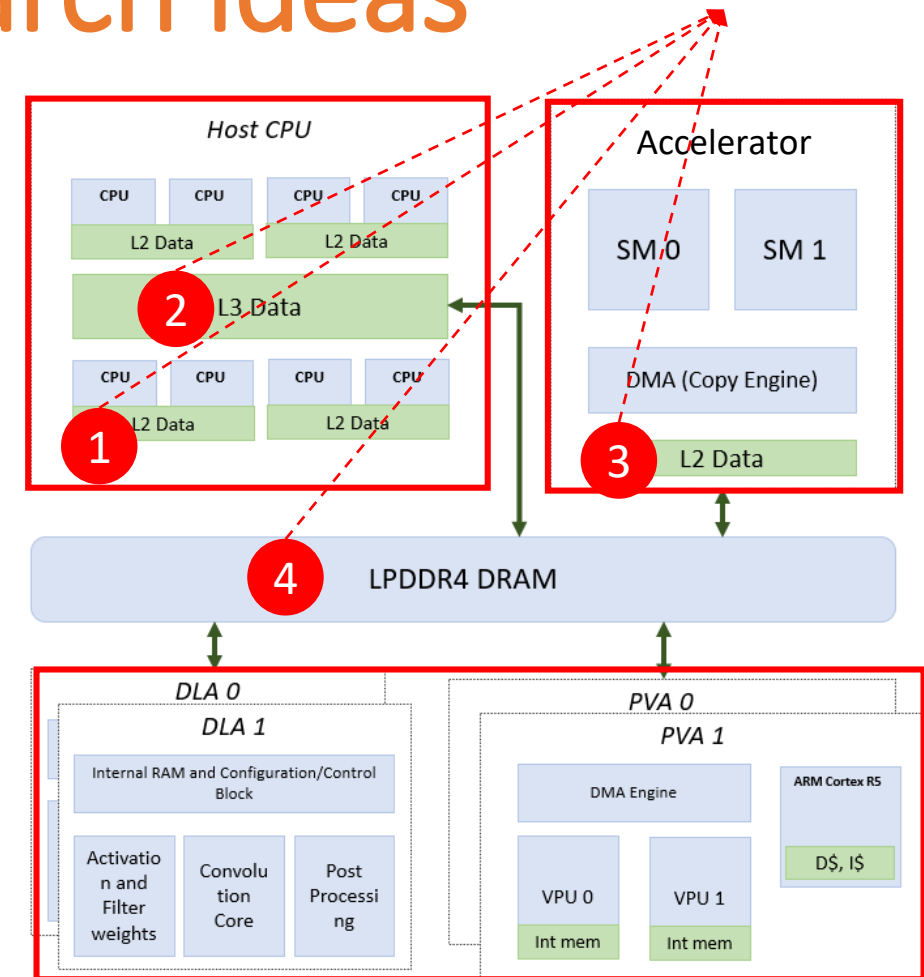 arch ideas
Host CPU
CPU CPU CPU CPU
L2 Data L2 Data
2 L3 Data
CPU CPU CPU CPU
L2 Data L2 Data
1
Accelerator
SM 0 SM 1
DMA (Copy Engine)
3 L2 Data
4 LPDDR4 DRAM
DLA 0
DLA 1
Internal RAM and Configuration/Control
Block
Activatio
n and
Filter
weights
Convolu
tion
Core
Post
Processi
ng
PVA 0
PVA 1
DMA Engine
ARM Cortex R5
D$, I$
VPU 0 VPU 1
Int mem Int mem